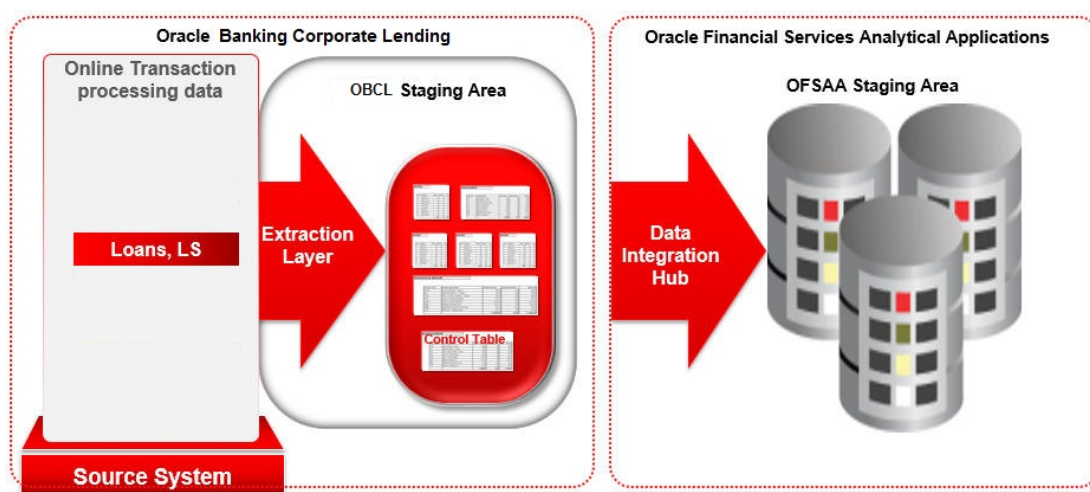 Oracle Banking Corporate Lending
Oracle Financial Services Analytical Applications
Online Transaction
processing data
OBCL Staging Area
OFSAA Staging Area
Loans, LS
Extraction
Layer
Data
Integration
Hub
Control Table
Source System